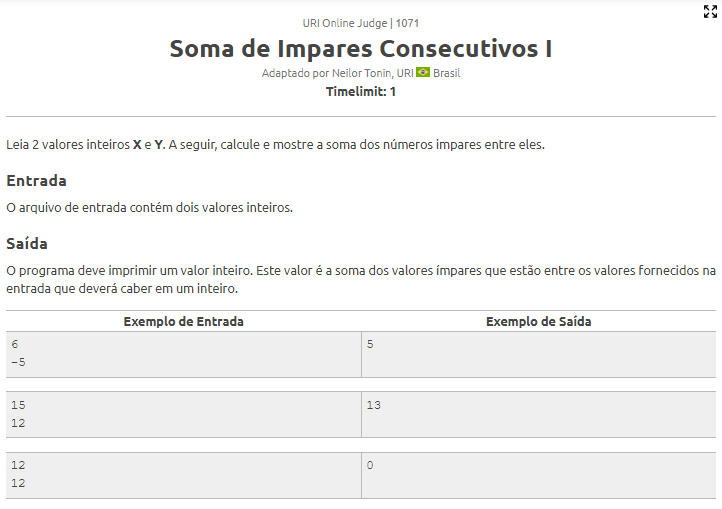 URI Online Judge | 1071
Soma de Impares Consecutivos I
Adaptado por Neilor Tonin, URI Brasil
Timelimit: 1
Leia 2 valores inteiros X e Y. A seguir, calcule e mostre a soma dos números impares entre eles.
Entrada
O arquivo de entrada contém dois valores inteiros.
Saída
O programa deve imprimir um valor inteiro. Este valor é a soma dos valores ímpares que estão entre os valores fornecidos na
entrada que deverá caber em um inteiro.
Exemplo de Entrada Exemplo de Saída
6 5
-5
15 13
12
12 0
12